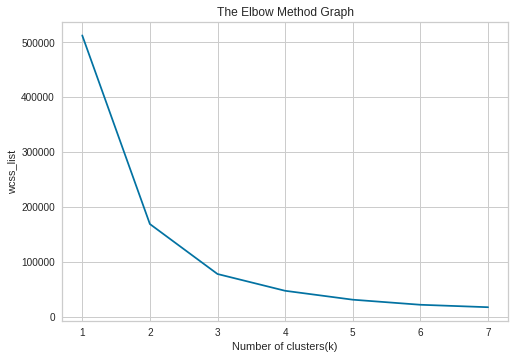 The Elbow Method Graph
500000
400000
300000
200000
100000
0
wcss_list
1 2 3 4 5 6 7
Number of clusters(k)